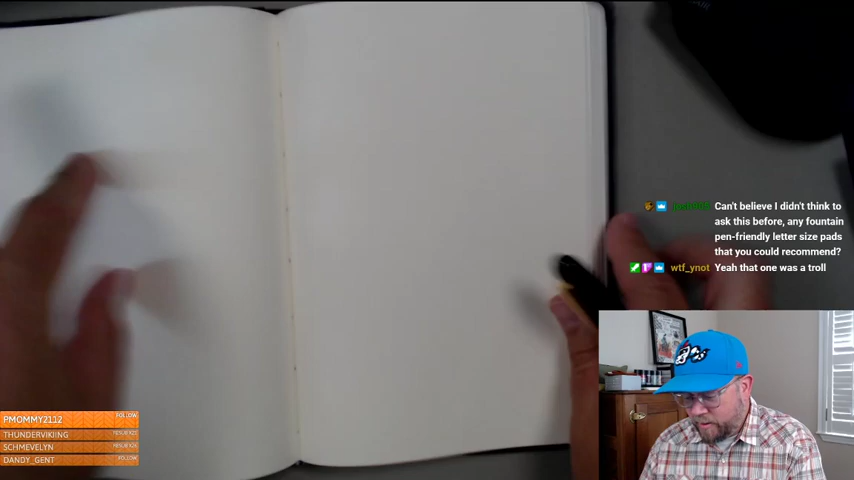 Can't believe I didn't think to
ask this before, any fountain
pen-friendly letter size pads
that you could recommend?
wtf_ynot Yeah that one was a troll
PMOMMY2112 FOLLOW
THUNDERVIKIING
SCHMEVELYN
DANDY_GENT FOLLOW